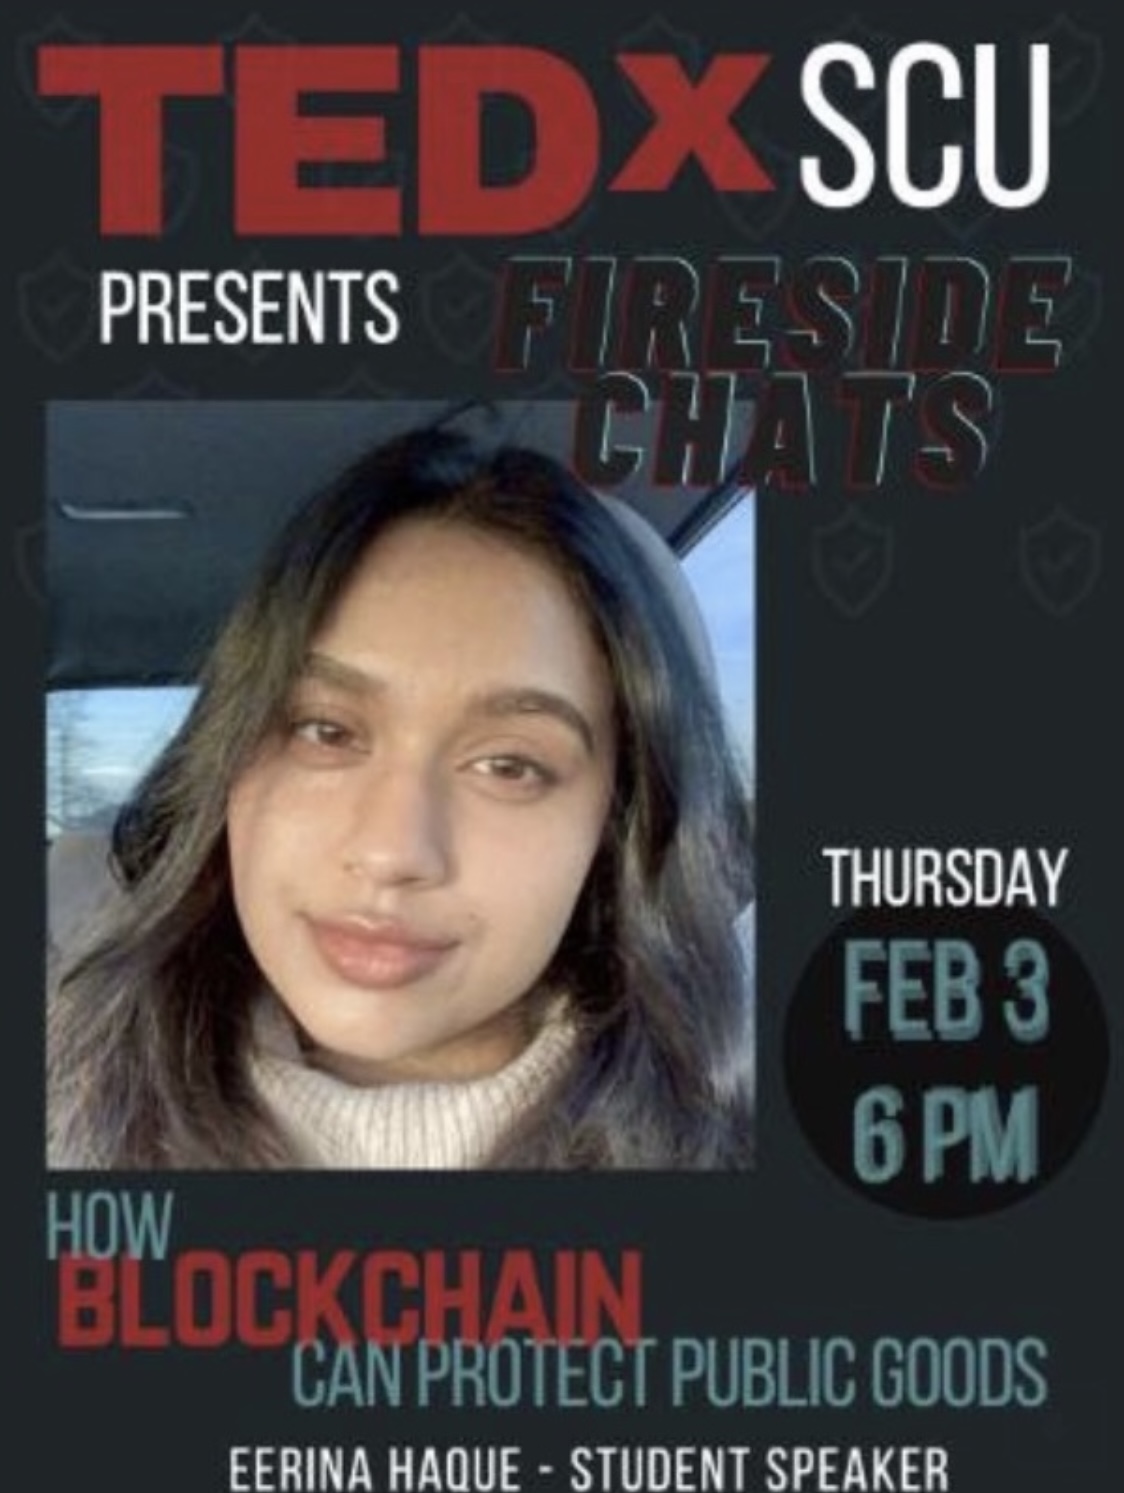 TEDx SCU
PRESENTS
FIRESIDE
CHATS
THURSDAY
FEB 3
6 PM
HOW
BLOCKCHAIN
CAN PROTECT PUBLIC GOODS
EERINA HAQUE - STUDENT SPEAKER